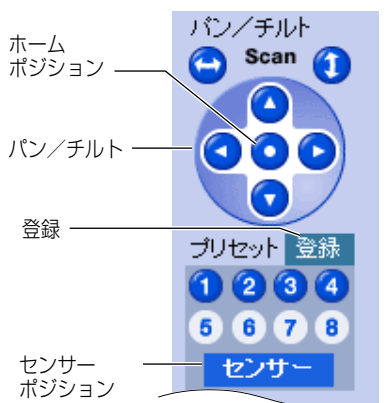 パン／チルト
Scan
ホーム
ポジション
パン／チルト
登録
プリセット 登録
1 2 3 4
5 6 7 8
センサー
センサー
ポジション